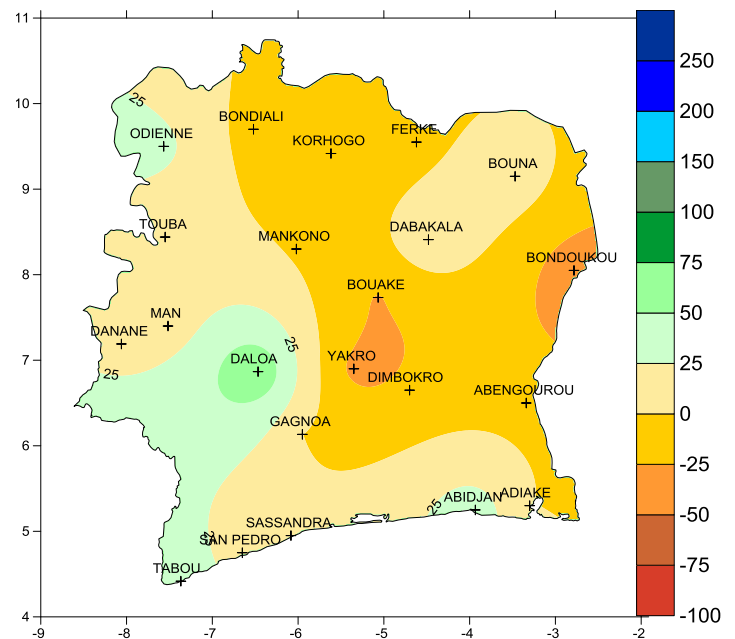 11
10
9
8
7
6
5
4
-9
-8
-7
-6
-5
-4
-3
-2
25
ODIENNE
BONDIALI
KORHOGO
FERKE
BOUNA
TOUBA
MANKONO
DABAKALA
BONDOUKOU
BOUAKE
MAN
DANANE
25
DALOA
25
YAKRO
DIMBOKRO
ABENGOUROU
GAGNOA
25
ABIDJAN
ADIAKE
SASSANDRA
25
SAN PEDRO
TABOU
250
200
150
100
75
50
25
0
-25
-50
-75
-100